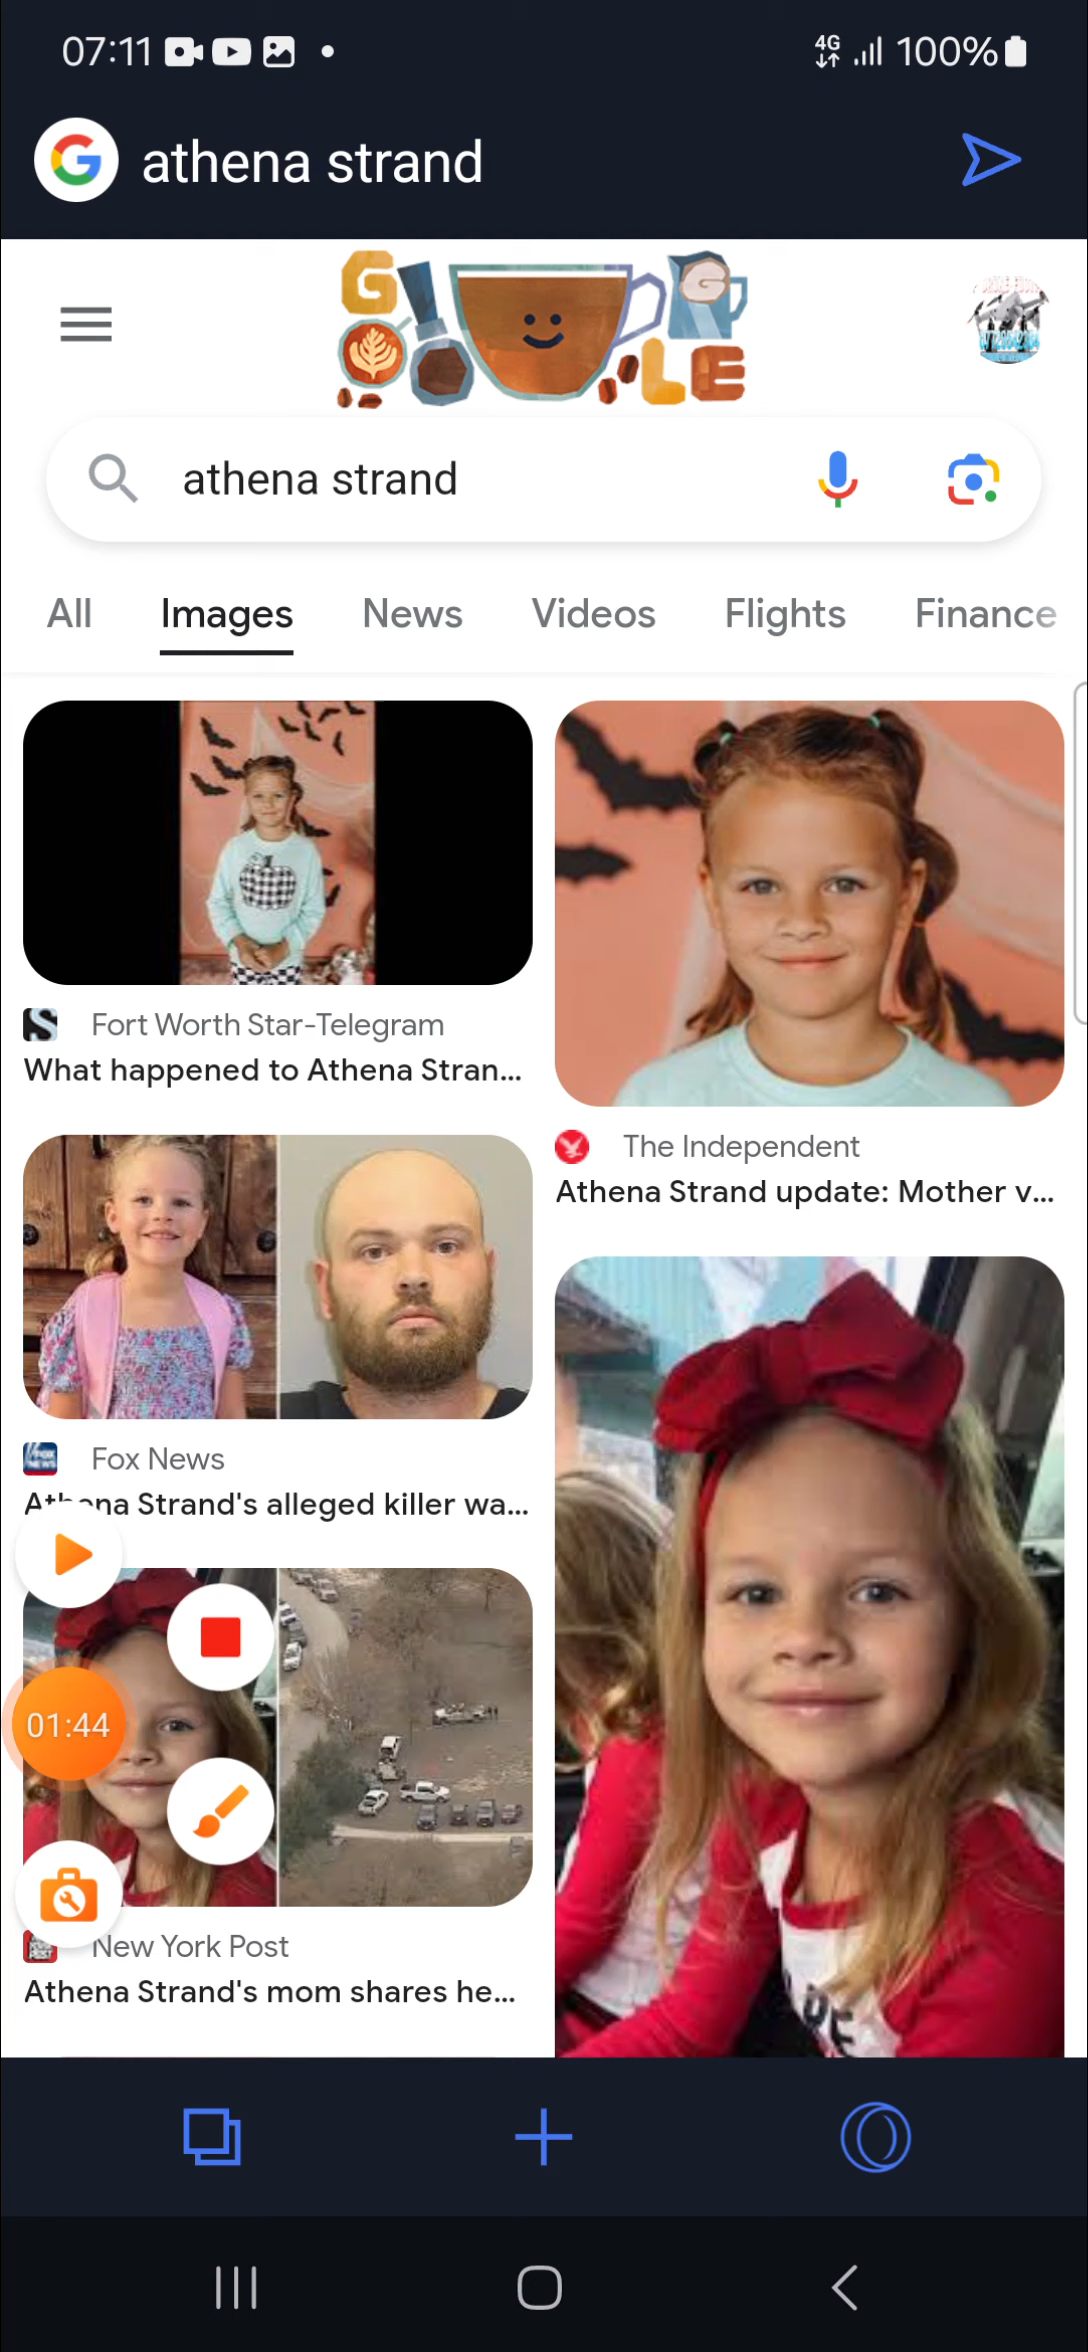 07:11
4G
100%
athena strand
GOOGLE
athena strand
All Images News Videos Flights Finance
Fort Worth Star-Telegram
What happened to Athena Stran...
The Independent
Athena Strand update: Mother v...
Fox News
Athena Strand's alleged killer wa...
01:44
New York Post
Athena Strand's mom shares he...